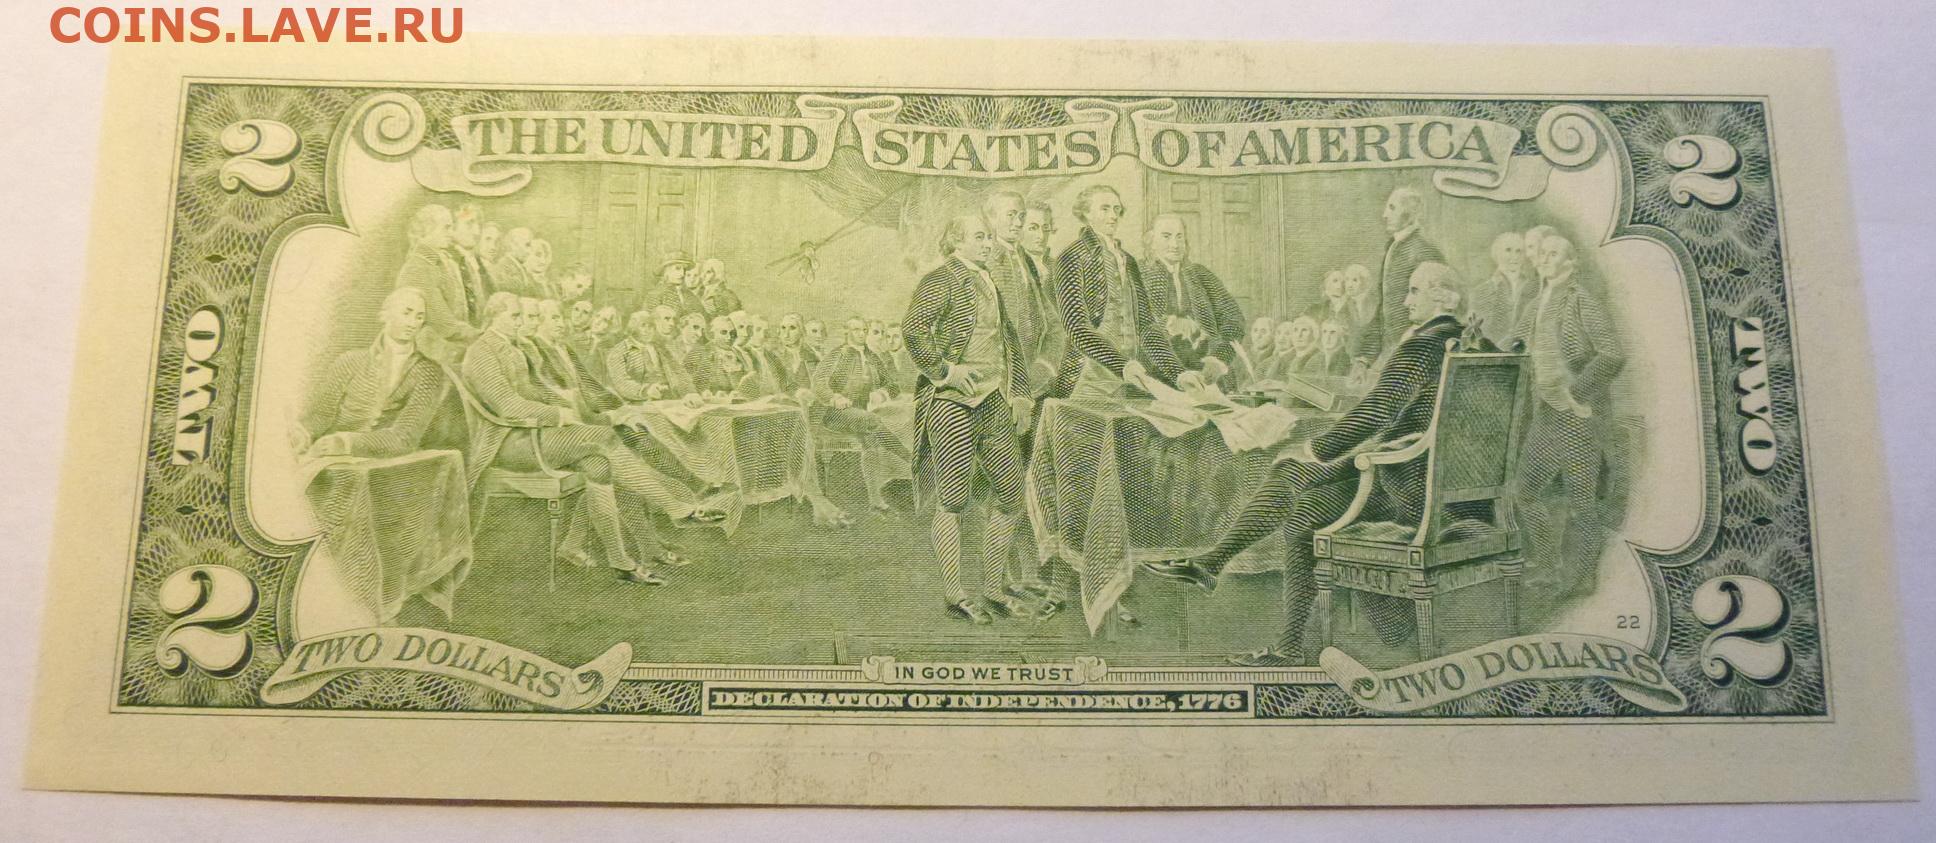 COINS.LAVE.RU
THE UNITED STATES OF AMERICA
2
2
TWO
TWO
2
2
22
TWO DOLLARS
IN GOD WE TRUST
TWO DOLLARS
DECLARATION OF INDEPENDENCE, 1776